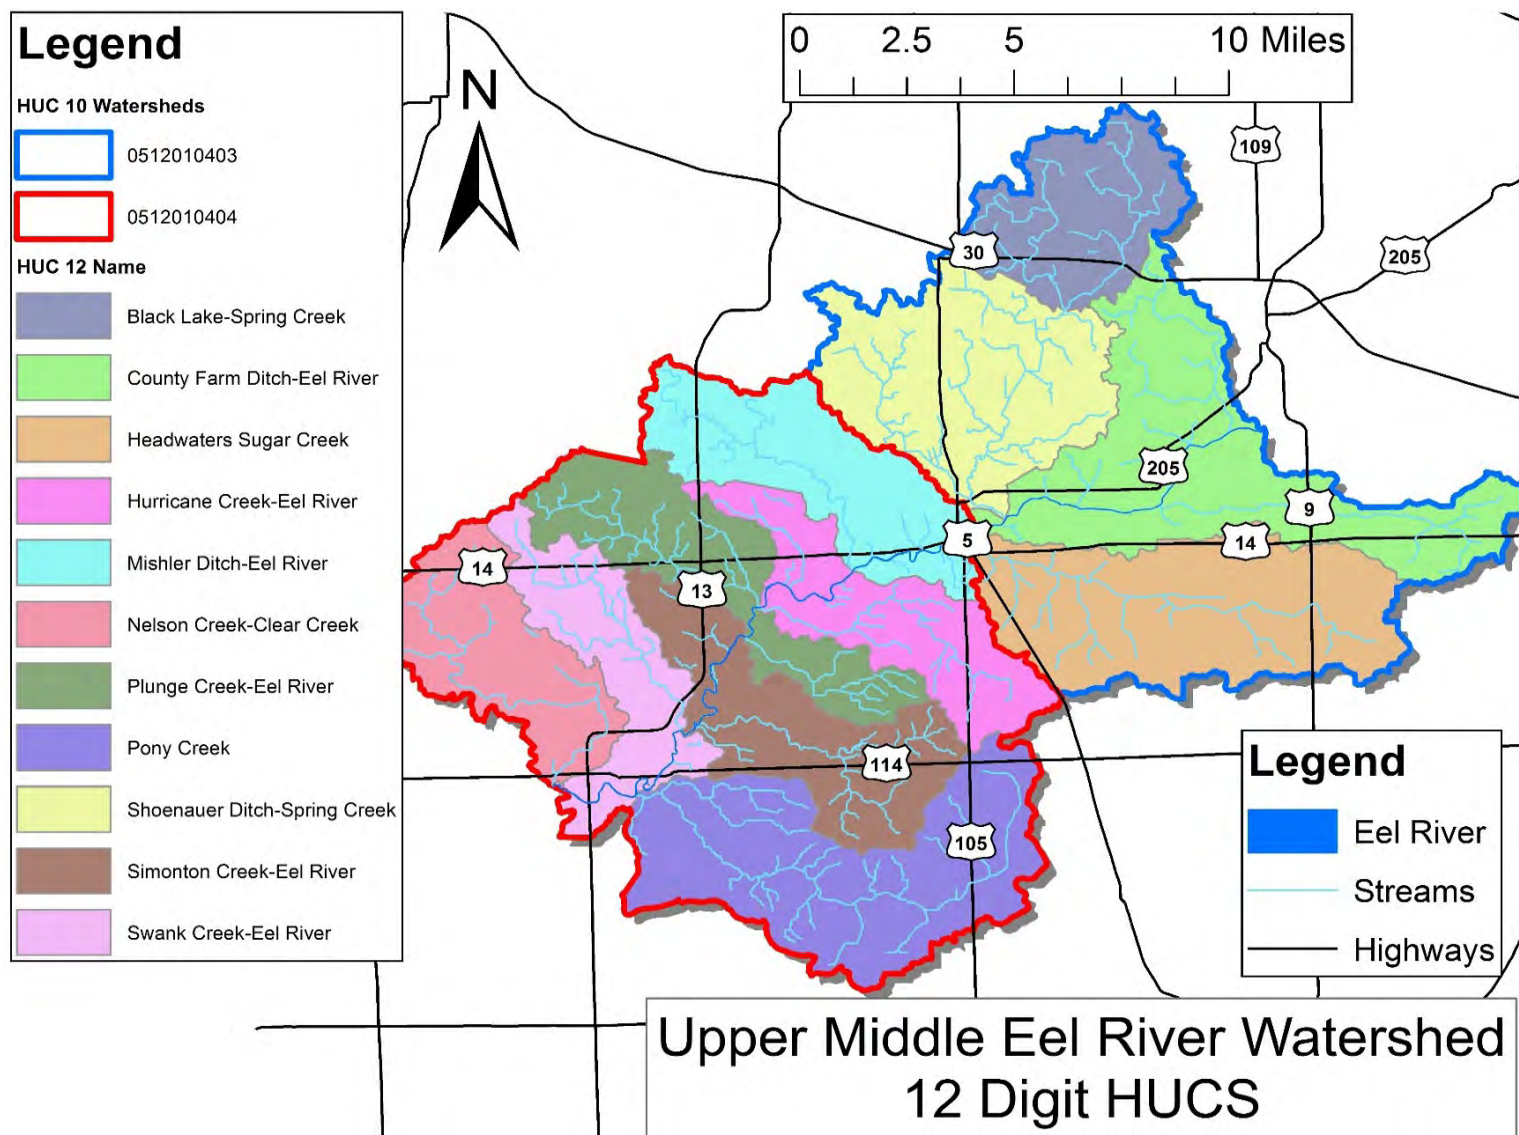 Legend
HUC 10 Watersheds
0512010403
0512010404
HUC 12 Name
Black Lake-Spring Creek
County Farm Ditch-Eel River
Headwaters Sugar Creek
Hurricane Creek-Eel River
Mishler Ditch-Eel River
Nelson Creek-Clear Creek
Plunge Creek-Eel River
Pony Creek
Shoenauer Ditch-Spring Creek
Simonton Creek-Eel River
Swank Creek-Eel River
N
0 2.5 5 10 Miles
109
30
205
205
9
5
14
14
13
114
105
Legend
Eel River
Streams
Highways
Upper Middle Eel River Watershed
12 Digit HUCS